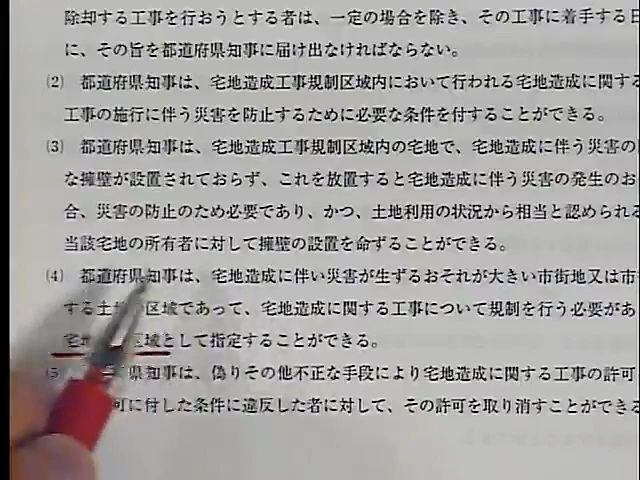 除却する工事を行おうとする者は、一定の場合を除き、その工事に着手する日
に、その旨を都道府県知事に届け出なければならない。
(2) 都道府県知事は、宅地造成工事規制区域内において行われる宅地造成に関する
工事の施行に伴う災害を防止するために必要な条件を付することができる。
(3) 都道府県知事は、宅地造成工事規制区域内の宅地で、宅地造成に伴う災害の
な擁壁が設置されておらず、これを放置すると宅地造成に伴う災害の発生のお
合、災害の防止のため必要であり、かつ、土地利用の状況から相当と認められる
当該宅地の所有者に対して擁壁の設置を命ずることができる。
(4) 都道府県知事は、宅地造成に伴い災害が生ずるおそれが大きい市街地又は市
する土 区域であって、宅地造成に関する工事について規制を行う必要があ
宅 区域として指定することができる。
県知事は、偽りその他不正な手段により宅地造成に関する工事の許可
可に付した条件に違反した者に対して、その許可を取り消すことができ